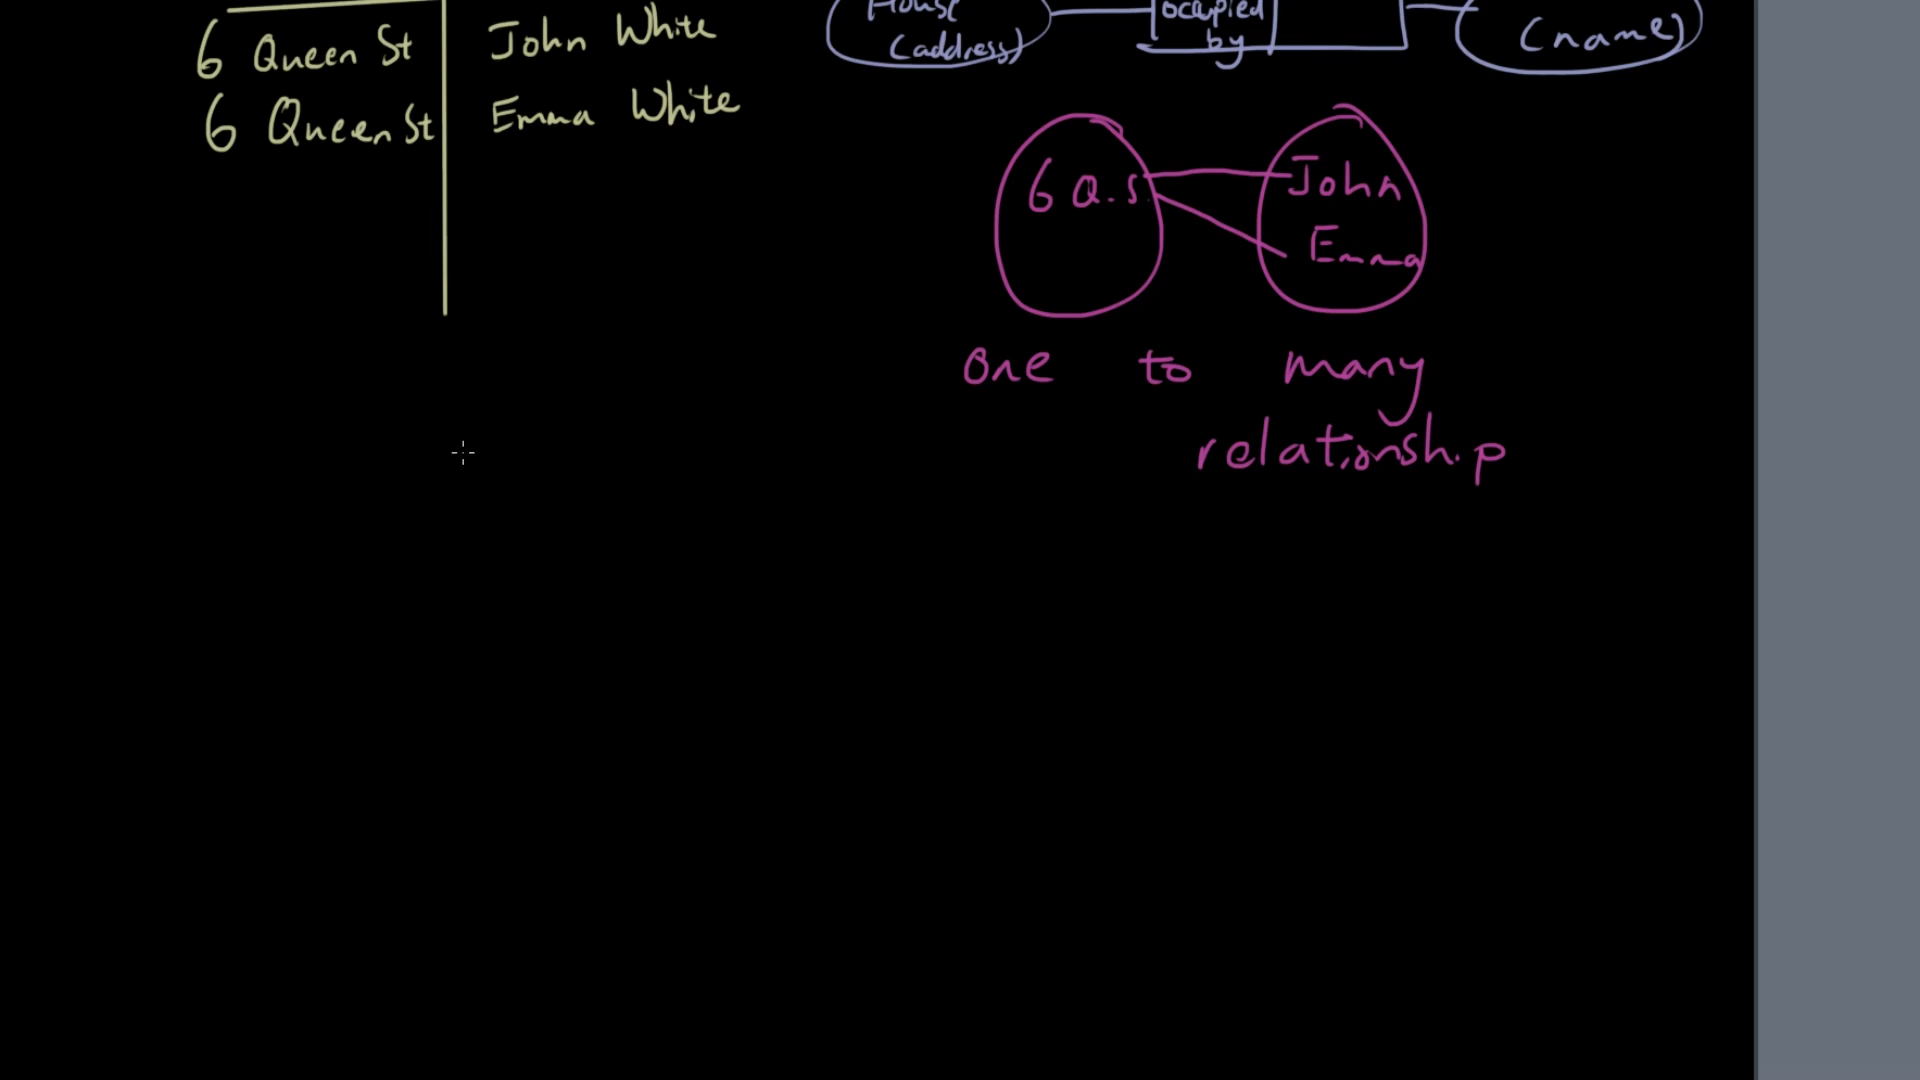 6 Queen St John White
6 Queen St Emma White
House
(address)
occupied
by
(name)
6 Q.S. John
Emma
one to many
relationship